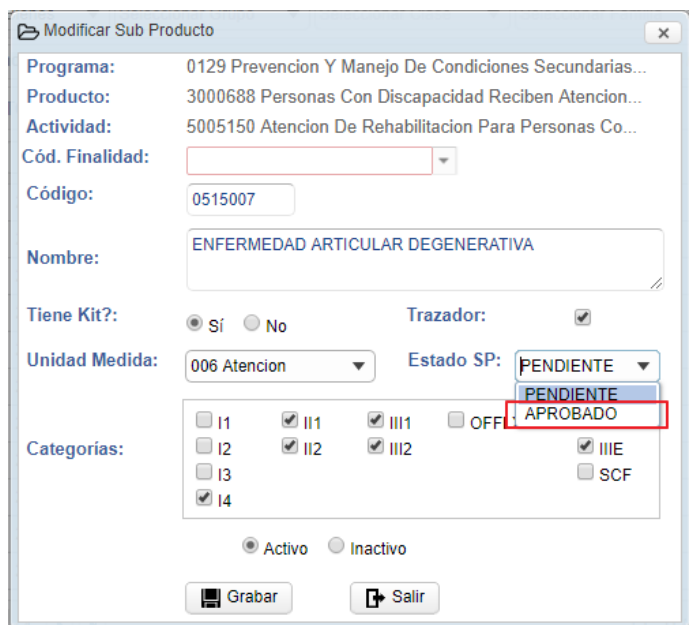 Modificar Sub Producto
Programa: 0129 Prevencion Y Manejo De Condiciones Secundarias...
Producto: 3000688 Personas Con Discapacidad Reciben Atencion...
Actividad: 5005150 Atencion De Rehabilitacion Para Personas Co...
Cód. Finalidad:
Código: 0515007
Nombre: ENFERMEDAD ARTICULAR DEGENERATIVA
Tiene Kit?: Sí No Trazador:
Unidad Medida: 006 Atencion Estado SP: PENDIENTE
PENDIENTE
APROBADO
Categorías:
I1 II1 III1
I2 II2 III2 IIIE
I3 SCF
I4
Activo Inactivo
Grabar Salir